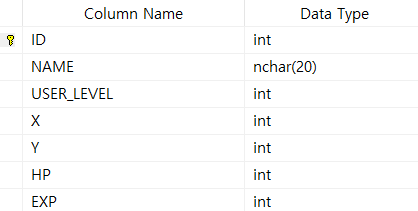 Column Name Data Type
ID int
NAME nchar(20)
USER_LEVEL int
X int
Y int
HP int
EXP int